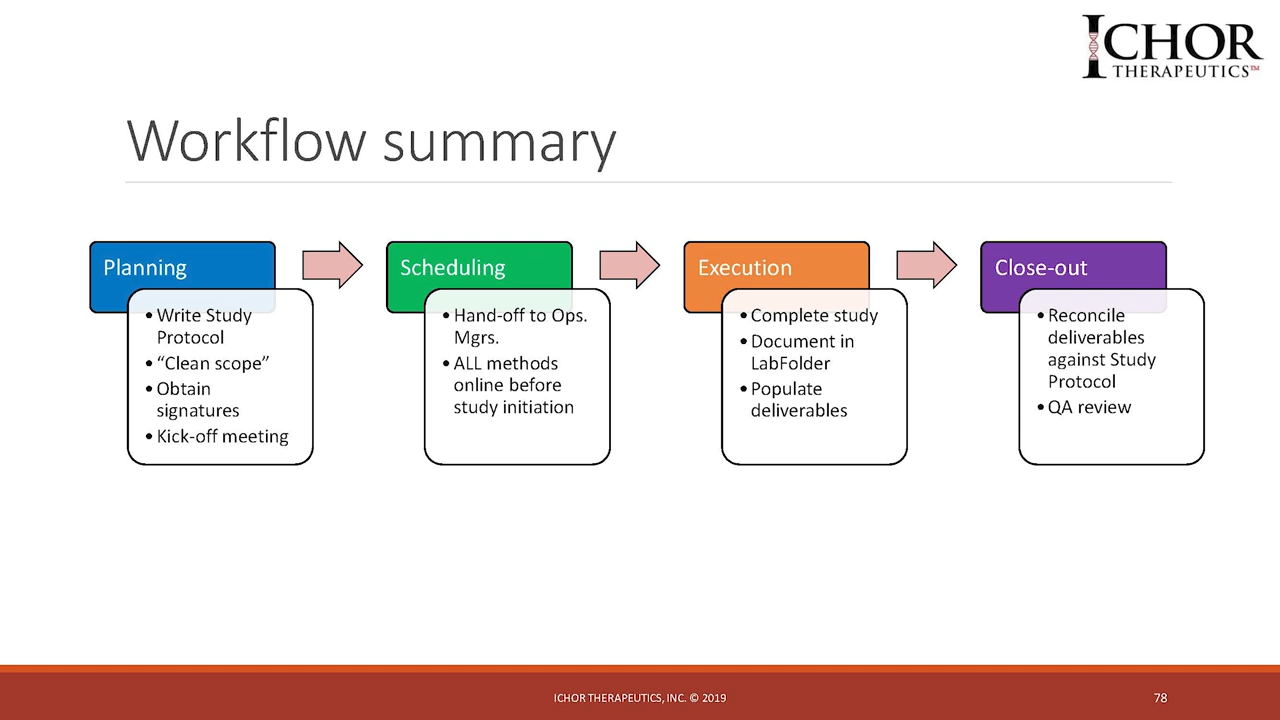 ICHOR
THERAPEUTICS™
Workflow summary
Planning
• Write Study
Protocol
• “Clean scope”
• Obtain
signatures
• Kick-off meeting
Scheduling
• Hand-off to Ops.
Mgrs.
• ALL methods
online before
study initiation
Execution
• Complete study
• Document in
LabFolder
• Populate
deliverables
Close-out
• Reconcile
deliverables
against Study
Protocol
• QA review
ICHOR THERAPEUTICS, INC. © 2019
78